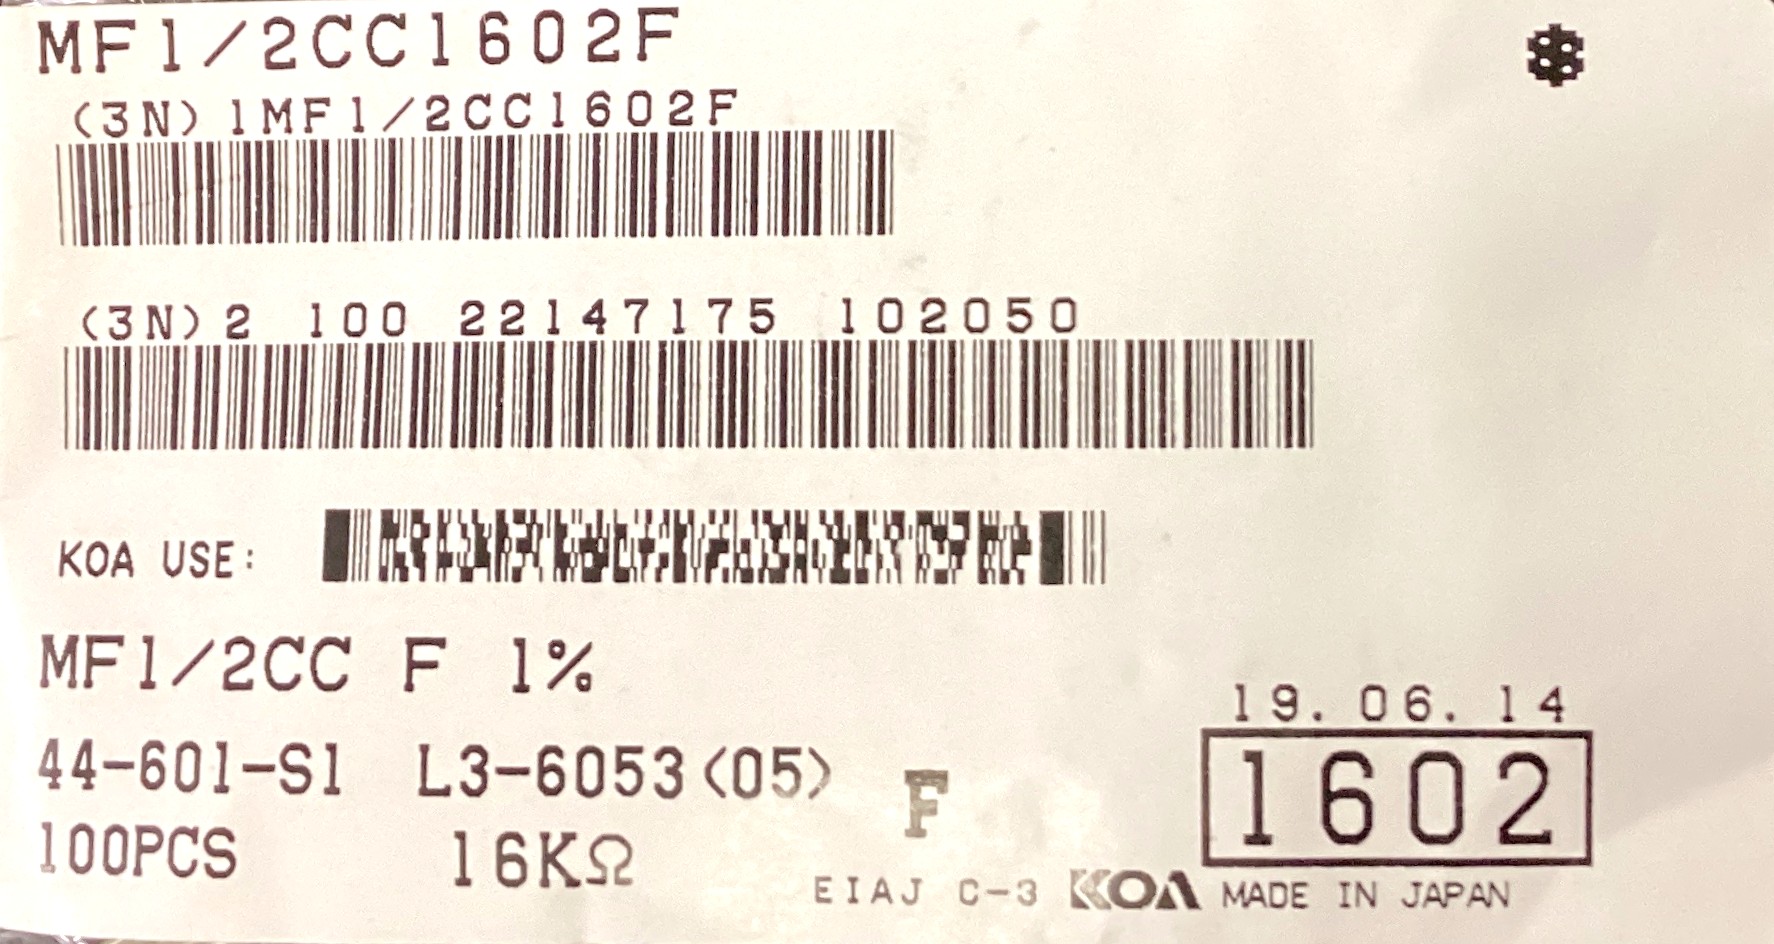 MF1/2CC1602F
(3N)1MF1/2CC1602F
(3N)2 100 22147175 102050
KOA USE:
MF1/2CC F 1%
19.06.14
44-601-S1 L3-6053(05) F
1602
100PCS 16KΩ
EIAJ C-3 KOA MADE IN JAPAN